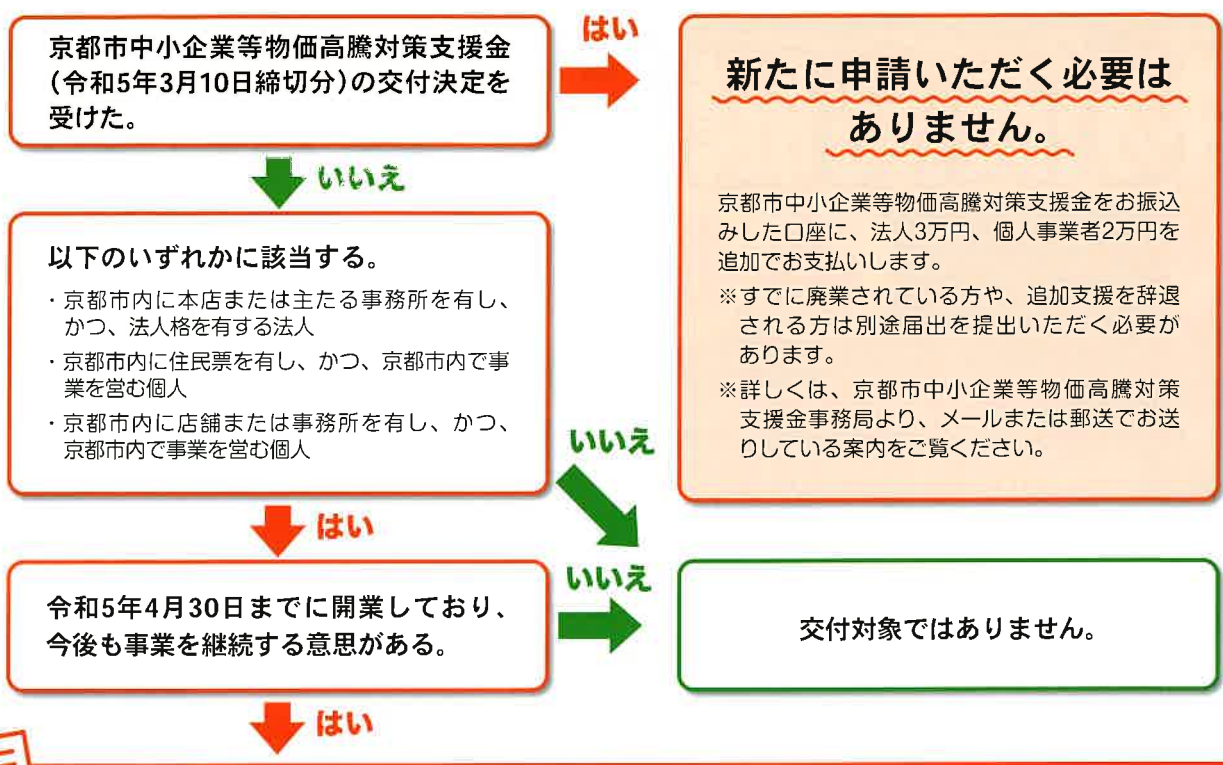 京都市中小企業等物価高騰対策支援金
(令和5年3月10日締切分)の交付決定を
受けた。
はい
新たに申請いただく必要は
ありません。
京都市中小企業等物価高騰対策支援金をお振込
みした口座に、法人3万円、個人事業者2万円を
追加でお支払いします。
※すでに廃業されている方や、追加支援を辞退
される方は別途届出を提出いただく必要が
あります。
※詳しくは、京都市中小企業等物価高騰対策
支援金事務局より、メールまたは郵送でお送
りしている案内をご覧ください。
いいえ
以下のいずれかに該当する。
・京都市内に本店または主たる事務所を有し、
かつ、法人格を有する法人
・京都市内に住民票を有し、かつ、京都市内で事
業を営む個人
・京都市内に店舗または事務所を有し、かつ、
京都市内で事業を営む個人
いいえ
はい
令和5年4月30日までに開業しており、
今後も事業を継続する意思がある。
いいえ
交付対象ではありません。
はい